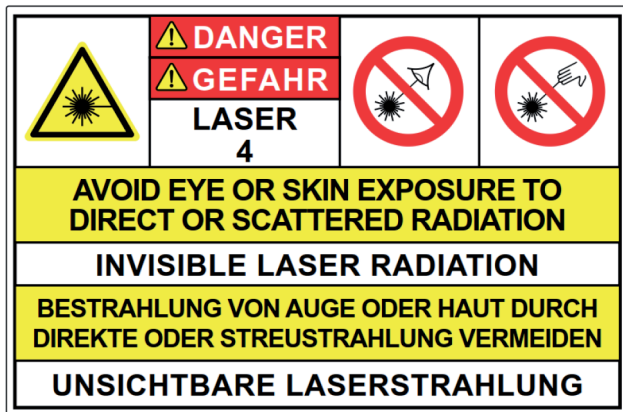 DANGER
GEFAHR
LASER
4
AVOID EYE OR SKIN EXPOSURE TO
DIRECT OR SCATTERED RADIATION
INVISIBLE LASER RADIATION
BESTRAHLUNG VON AUGE ODER HAUT DURCH
DIREKTE ODER STREUSTRAHLUNG VERMEIDEN
UNSICHTBARE LASERSTRAHLUNG